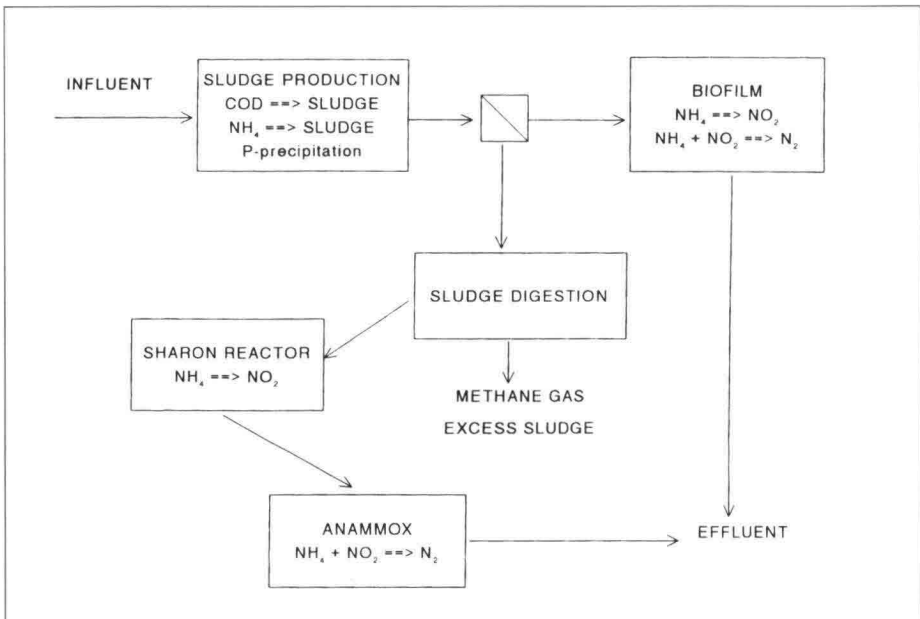 INFLUENT
SLUDGE PRODUCTION
COD ==> SLUDGE
NH₄ ==> SLUDGE
P-precipitation
BIOFILM
NH₄ ==> NO₂
NH₄ + NO₂ ==> N₂
SLUDGE DIGESTION
SHARON REACTOR
NH₄ ==> NO₂
METHANE GAS
EXCESS SLUDGE
ANAMMOX
NH₄ + NO₂ ==> N₂
EFFLUENT